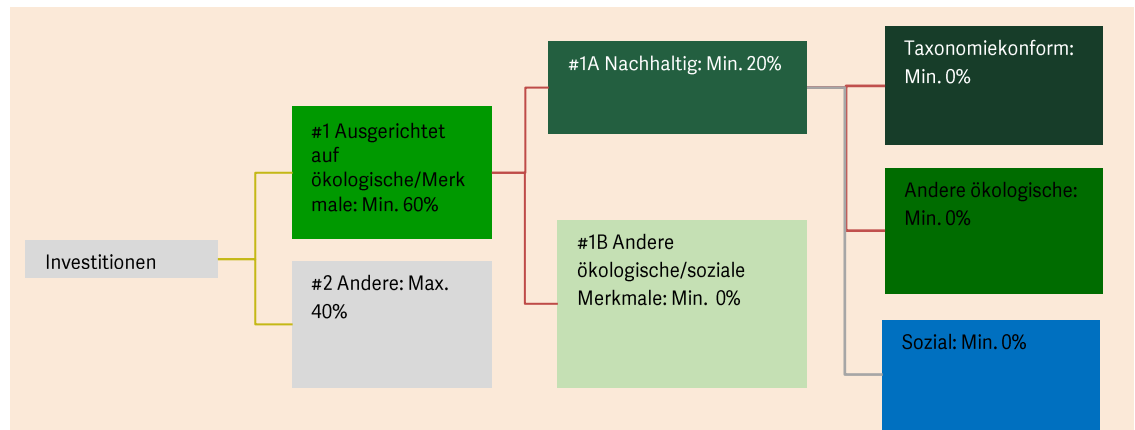 Investitionen
#1 Ausgerichtet
auf
ökologische/Merk
male: Min. 60%
#2 Andere: Max.
40%
#1A Nachhaltig: Min. 20%
#1B Andere
ökologische/soziale
Merkmale: Min. 0%
Taxonomiekonform:
Min. 0%
Andere ökologische:
Min. 0%
Sozial: Min. 0%